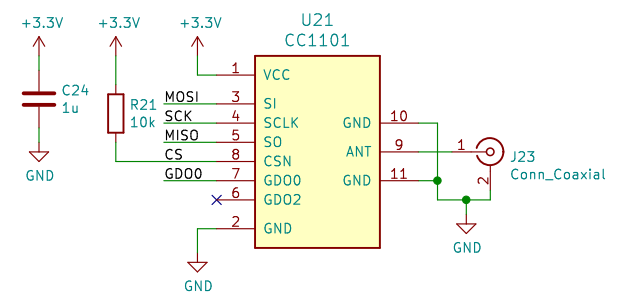 +3.3V
+3.3V
+3.3V
U21
CC1101
C24
1u
R21
10k
MOSI
SCK
MISO
CS
GDO0
1
3
4
5
8
7
6
2
VCC
SI
SCLK
SO
CSN
GDO0
GDO2
GND
GND
ANT
GND
10
9
11
1
2
J23
Conn_Coaxial
GND
GND
GND